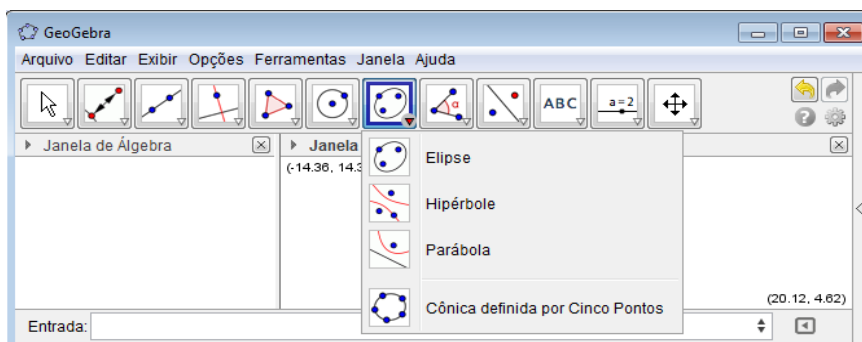 GeoGebra
Arquivo Editar Exibir Opções Ferramentas Janela Ajuda
α ABC a=2
Janela de Álgebra Janela
(-14.36, 14.3
Elipse
Hipérbole
Parábola
Cônica definida por Cinco Pontos
(20.12, 4.62)
Entrada: